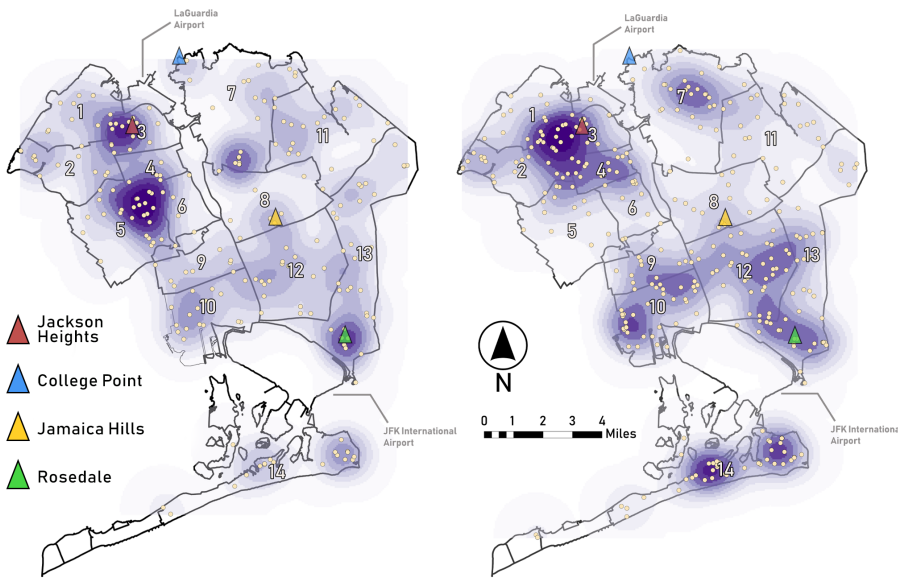 LaGuardia
Airport
1
2
3
4
5
6
7
8
9
10
11
12
13
14
Jackson
Heights
College Point
Jamaica Hills
Rosedale
JFK International
Airport
LaGuardia
Airport
1
2
3
4
5
6
7
8
9
10
11
12
13
14
N
0 1 2 3 4 Miles
JFK Internationa
Airport